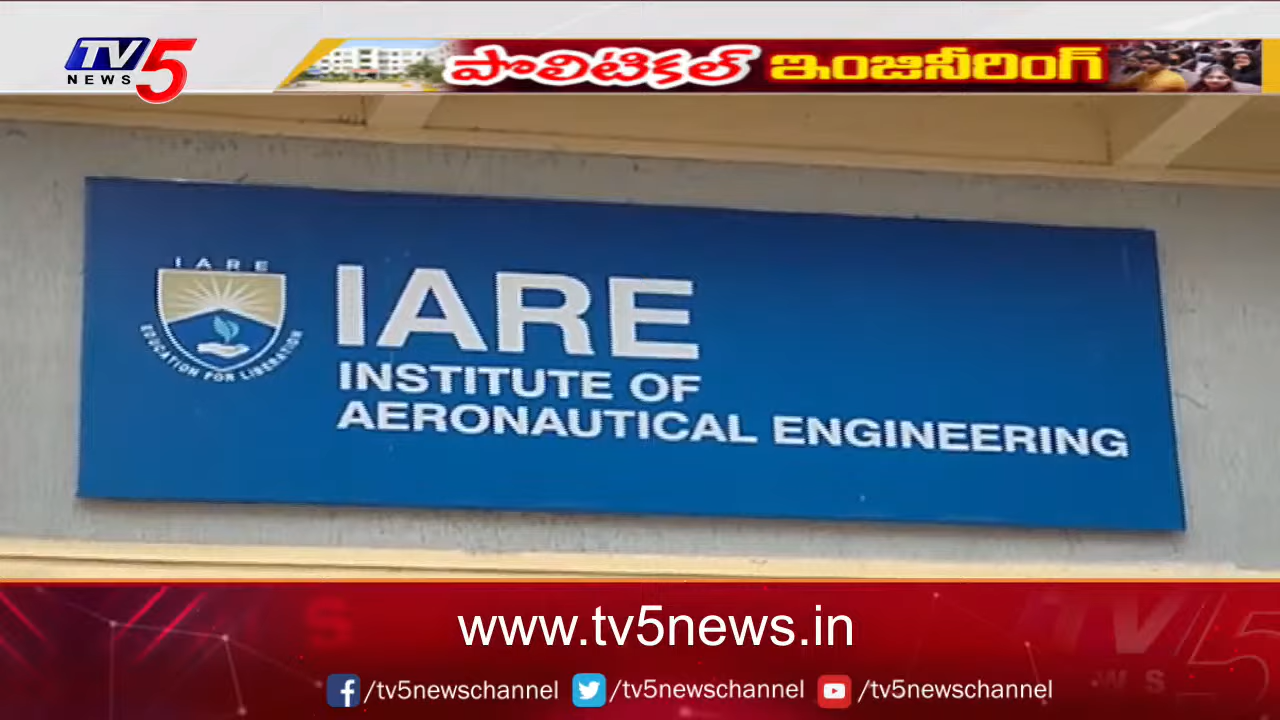 TV5
NEWS
పొలిటికల్ ఇంజినీరింగ్
IARE
EDUCATION FOR LIBERATION
IARE
INSTITUTE OF
AERONAUTICAL ENGINEERING
www.tv5news.in
/tv5newschannel /tv5newschannel /tv5newschannel